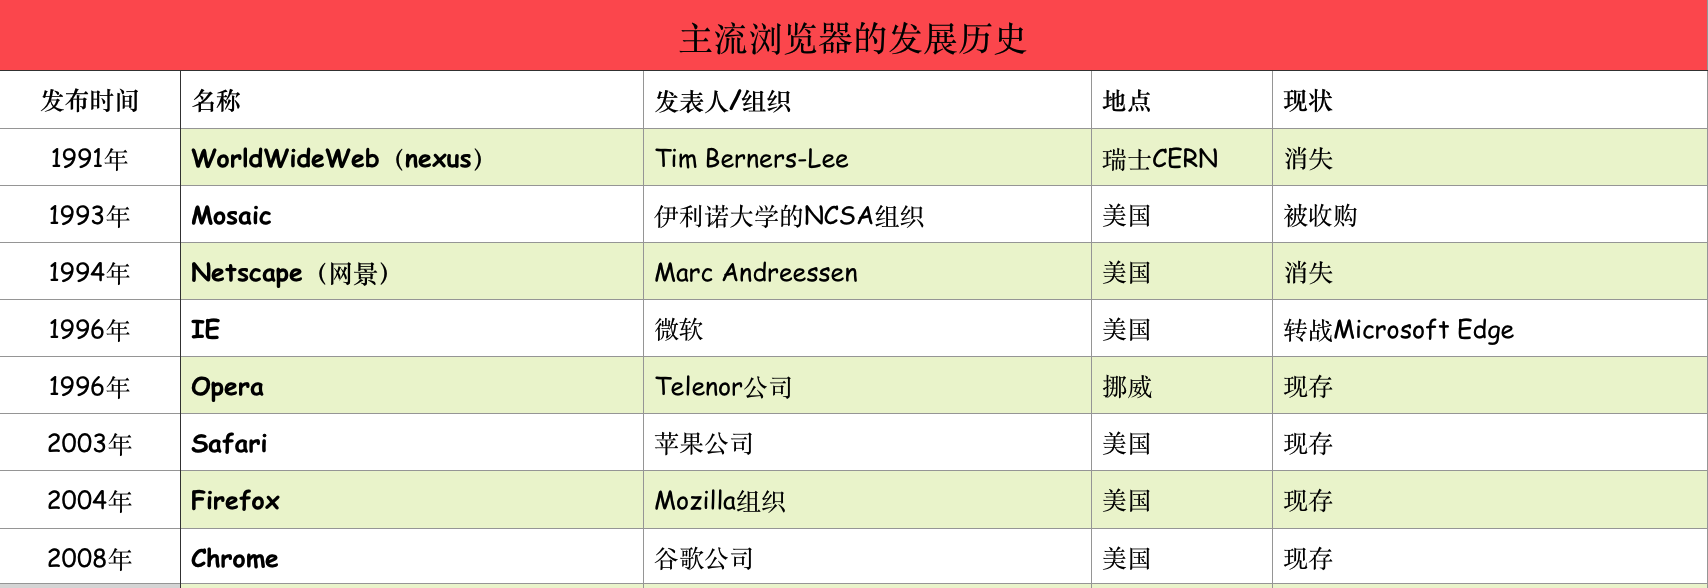 主流浏览器的发展历史
发布时间 名称 发表人/组织 地点 现状
1991年 WorldWideWeb（nexus） Tim Berners-Lee 瑞士CERN 消失
1993年 Mosaic 伊利诺大学的NCSA组织 美国 被收购
1994年 Netscape（网景） Marc Andreessen 美国 消失
1996年 IE 微软 美国 转战Microsoft Edge
1996年 Opera Telenor公司 挪威 现存
2003年 Safari 苹果公司 美国 现存
2004年 Firefox Mozilla组织 美国 现存
2008年 Chrome 谷歌公司 美国 现存